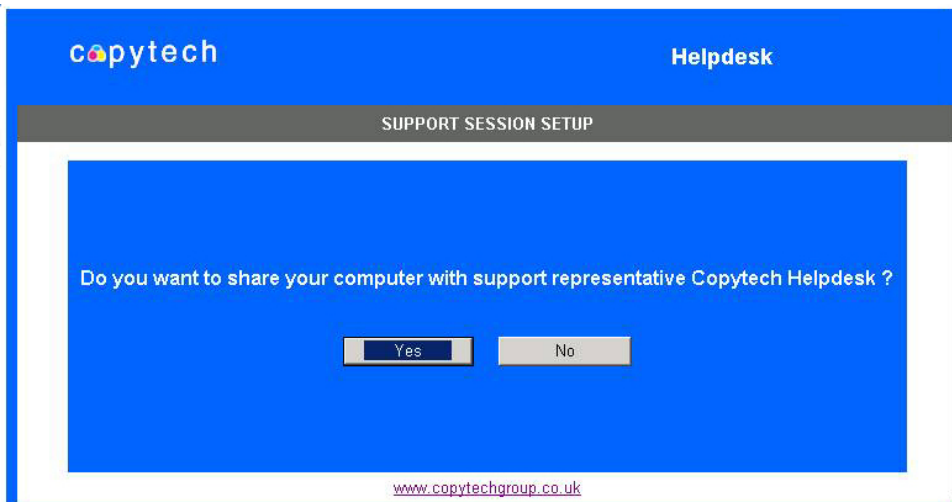 copytech
Helpdesk
SUPPORT SESSION SETUP
Do you want to share your computer with support representative Copytech Helpdesk ?
Yes
No
www.copytechgroup.co.uk